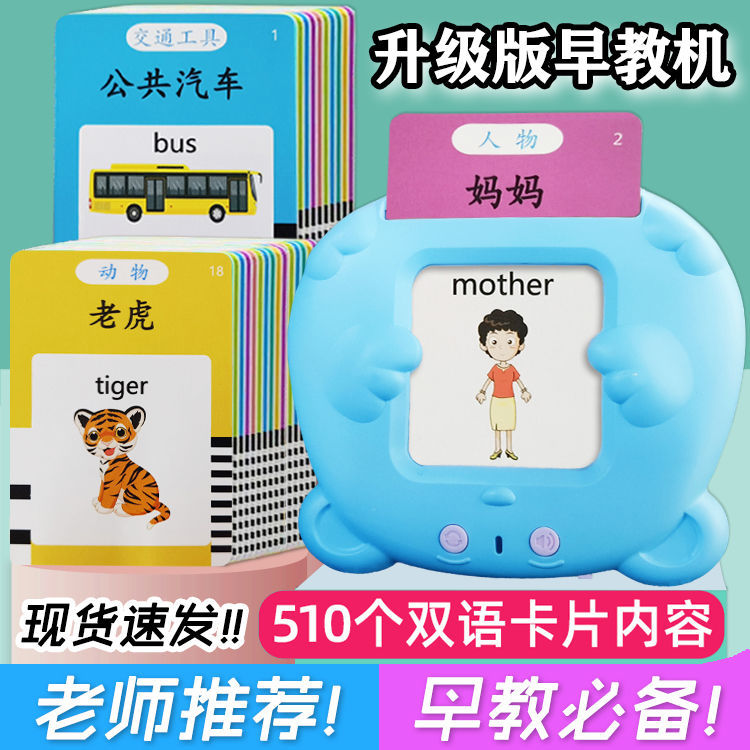 升级版早教机
交通工具 1
公共汽车
bus
人物 2
妈妈
mother
动物 18
老虎
tiger
现货速发!!
510个双语卡片内容
老师推荐!
早教必备!